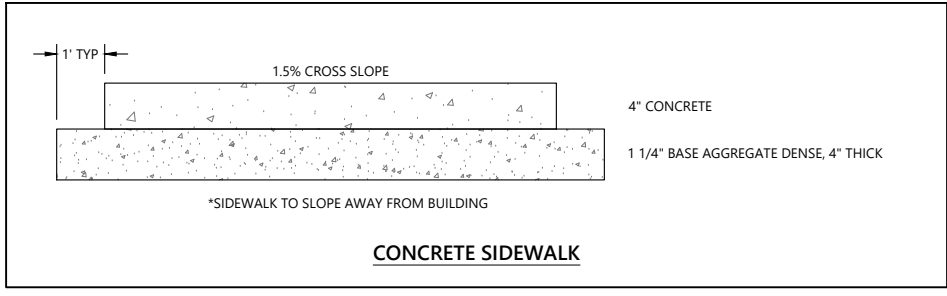 1' TYP
1.5% CROSS SLOPE
4" CONCRETE
1 1/4" BASE AGGREGATE DENSE, 4" THICK
*SIDEWALK TO SLOPE AWAY FROM BUILDING
CONCRETE SIDEWALK